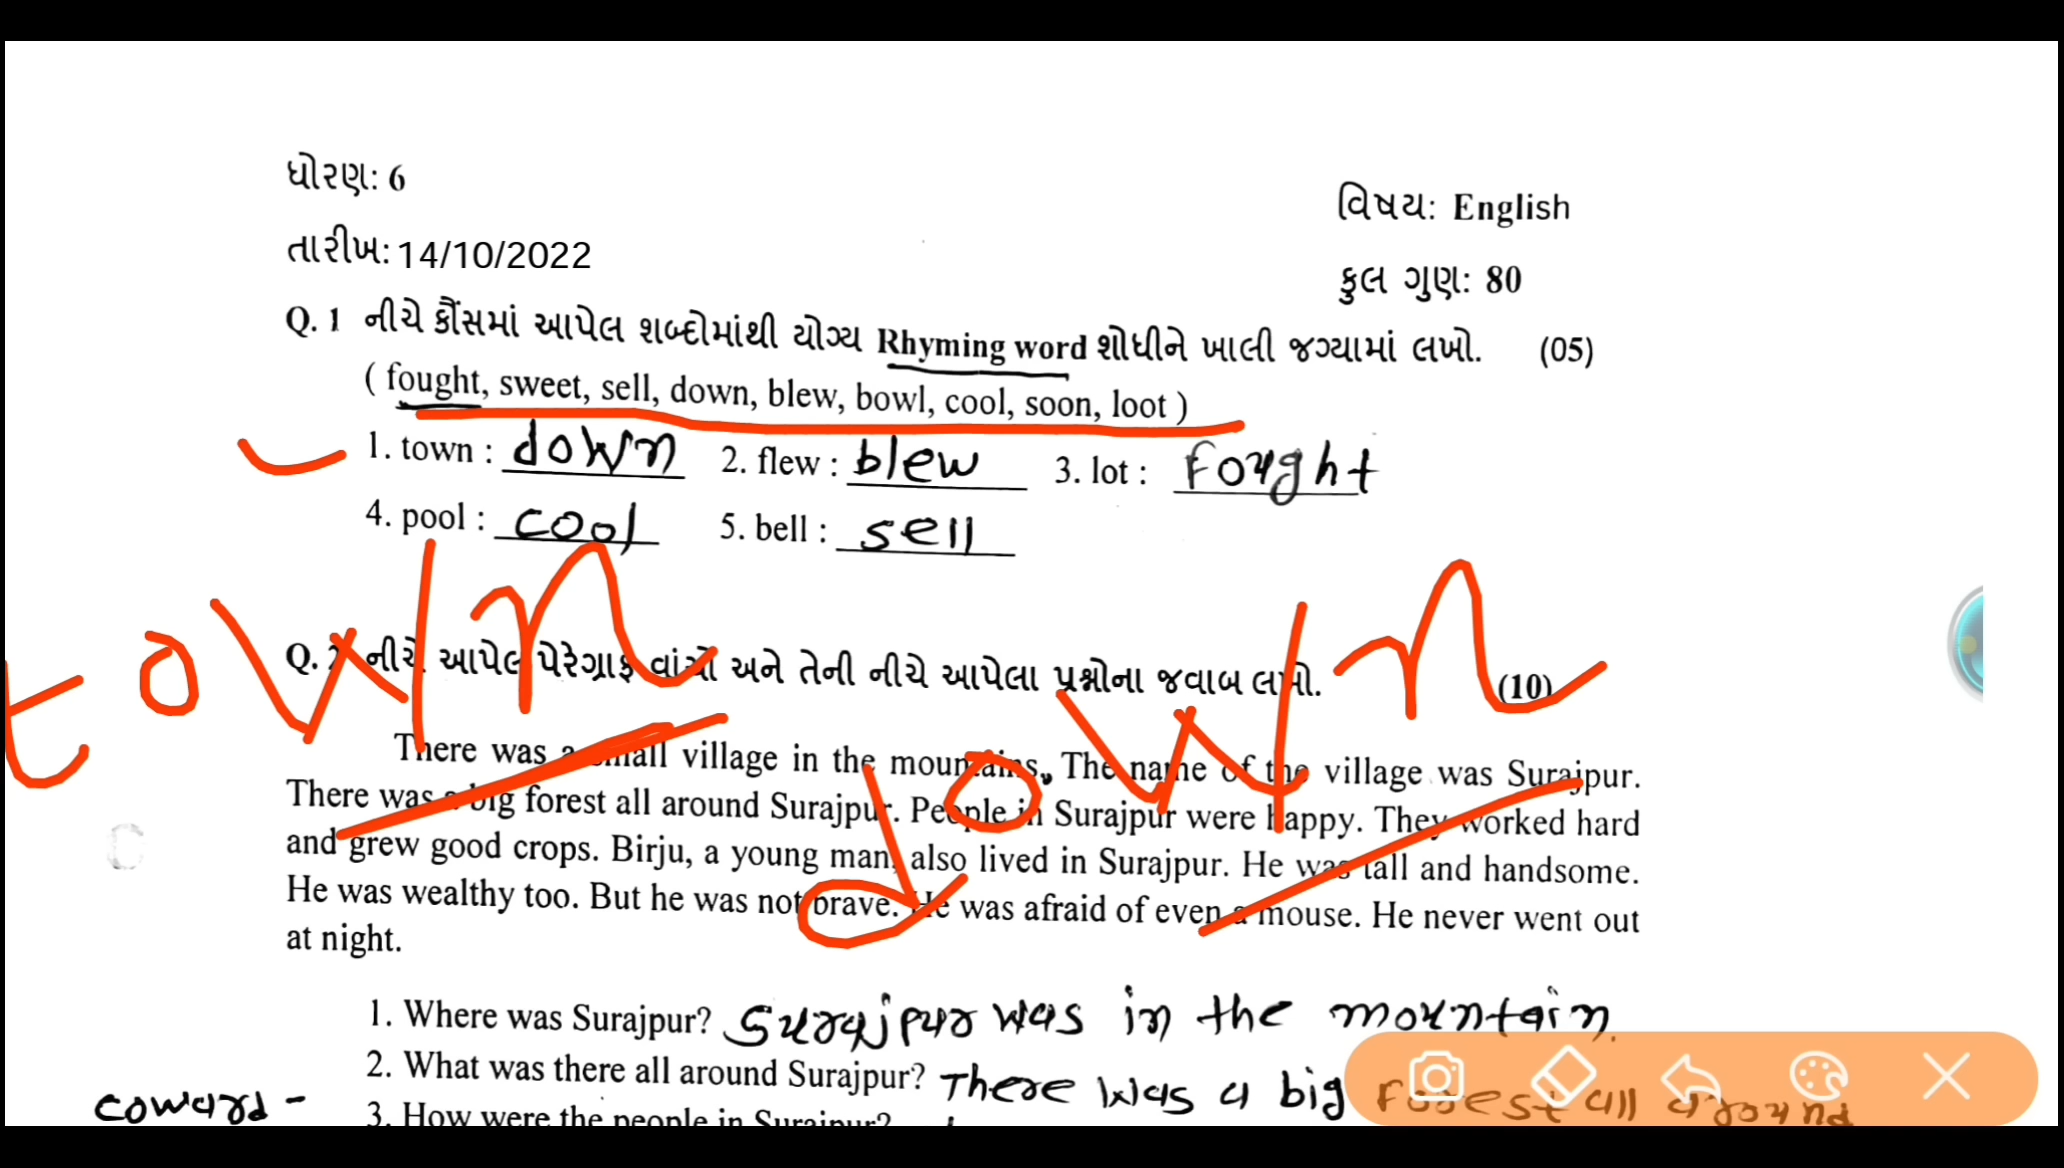 ધોરણ: 6
વિષય: English
તારીખ: 14/10/2022
કુલ ગુણ: 80
Q. 1 નીચે કૌંસમાં આપેલ શબ્દોમાંથી યોગ્ય Rhyming word શોધીને ખાલી જગ્યામાં લખો. (05)
( fought, sweet, sell, down, blew, bowl, cool, soon, loot )
1. town : down 2. flew : blew 3. lot : Fought
4. pool : cool 5. bell : sell
town down
Q. 2 નીચે આપેલ પેરેગ્રાફ વાંચો અને તેની નીચે આપેલા પ્રશ્નોના જવાબ લખો. (10)
There was a small village in the mountains. The name of the village was Surajpur.
There was a big forest all around Surajpur. People in Surajpur were happy. They worked hard
and grew good crops. Birju, a young man, also lived in Surajpur. He was tall and handsome.
He was wealthy too. But he was not brave. He was afraid of even a mouse. He never went out
at night.
1. Where was Surajpur? Surajpur was in the mountain.
2. What was there all around Surajpur? There was a big Forest all around
coward -
3. How were the people in Surajpur?